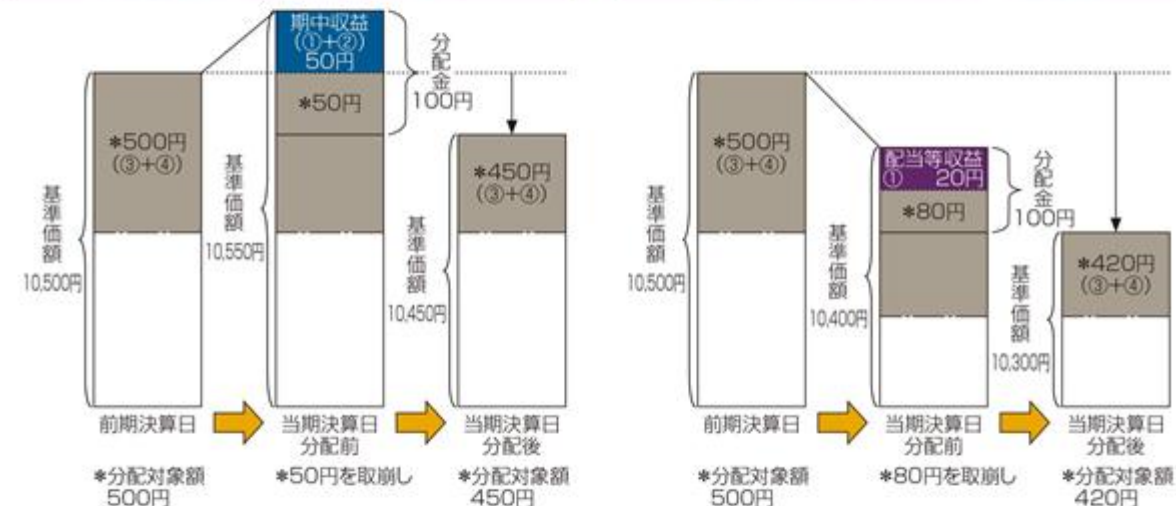 期中収益
(①+②)
50円
*50円
分配金
100円
*500円
(③+④)
*450円
(③+④)
基準価額
10,500円
基準価額
10,550円
基準価額
10,450円
前期決算日
当期決算日
分配前
当期決算日
分配後
*分配対象額
500円
*50円を取崩し
*分配対象額
450円
*500円
(③+④)
配当等収益
① 20円
*80円
分配金
100円
*420円
(③+④)
基準価額
10,500円
基準価額
10,400円
基準価額
10,300円
前期決算日
当期決算日
分配前
当期決算日
分配後
*分配対象額
500円
*80円を取崩し
*分配対象額
420円